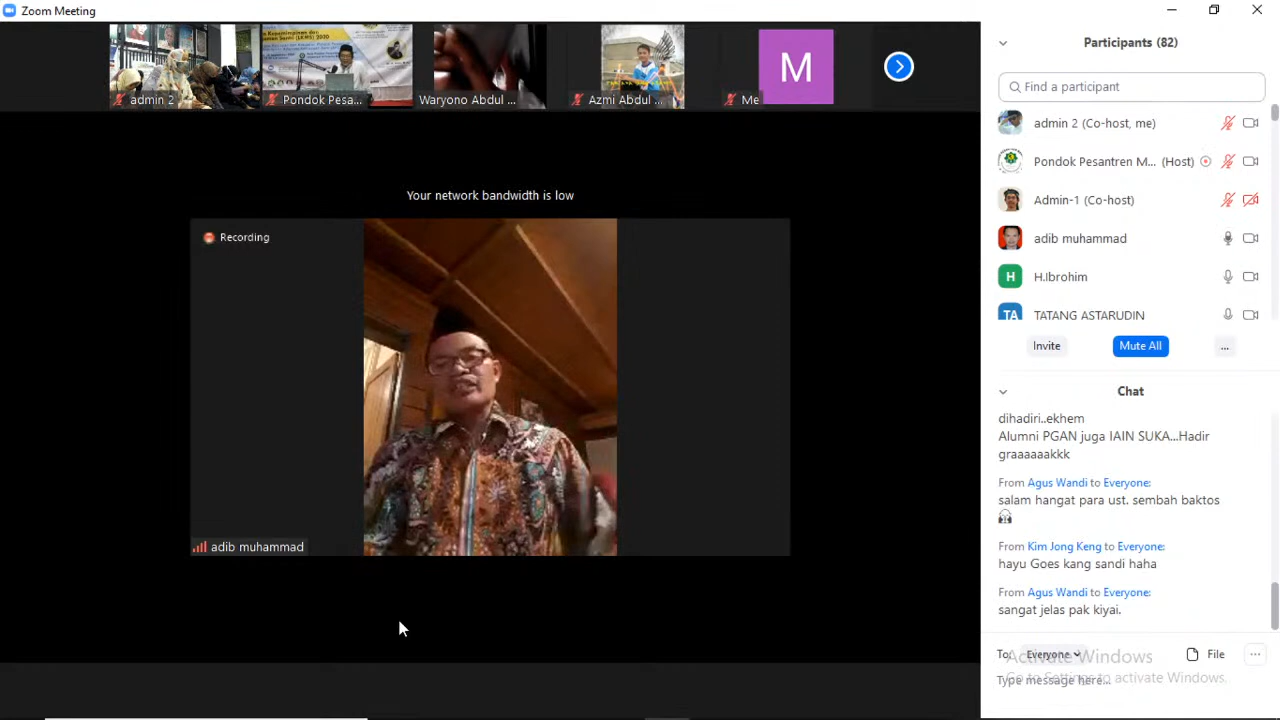 Zoom Meeting
admin 2
Pondok Pesa...
Waryono Abdul ...
Azmi Abdul ...
Me
M
Your network bandwidth is low
Recording
adib muhammad
Participants (82)
Find a participant
admin 2 (Co-host, me)
Pondok Pesantren M... (Host)
Admin-1 (Co-host)
adib muhammad
H
H.Ibrohim
TA
TATANG ASTARUDIN
Invite
Mute All
...
Chat
dihadiri..ekhem
Alumni PGAN juga IAIN SUKA...Hadir
graaaaaakkk
From Agus Wandi to Everyone:
salam hangat para ust. sembah baktos
From Kim Jong Keng to Everyone:
hayu Goes kang sandi haha
From Agus Wandi to Everyone:
sangat jelas pak kiyai.
To: Everyone
File
...
Activate Windows
Go to Settings to activate Windows.
Type message here...